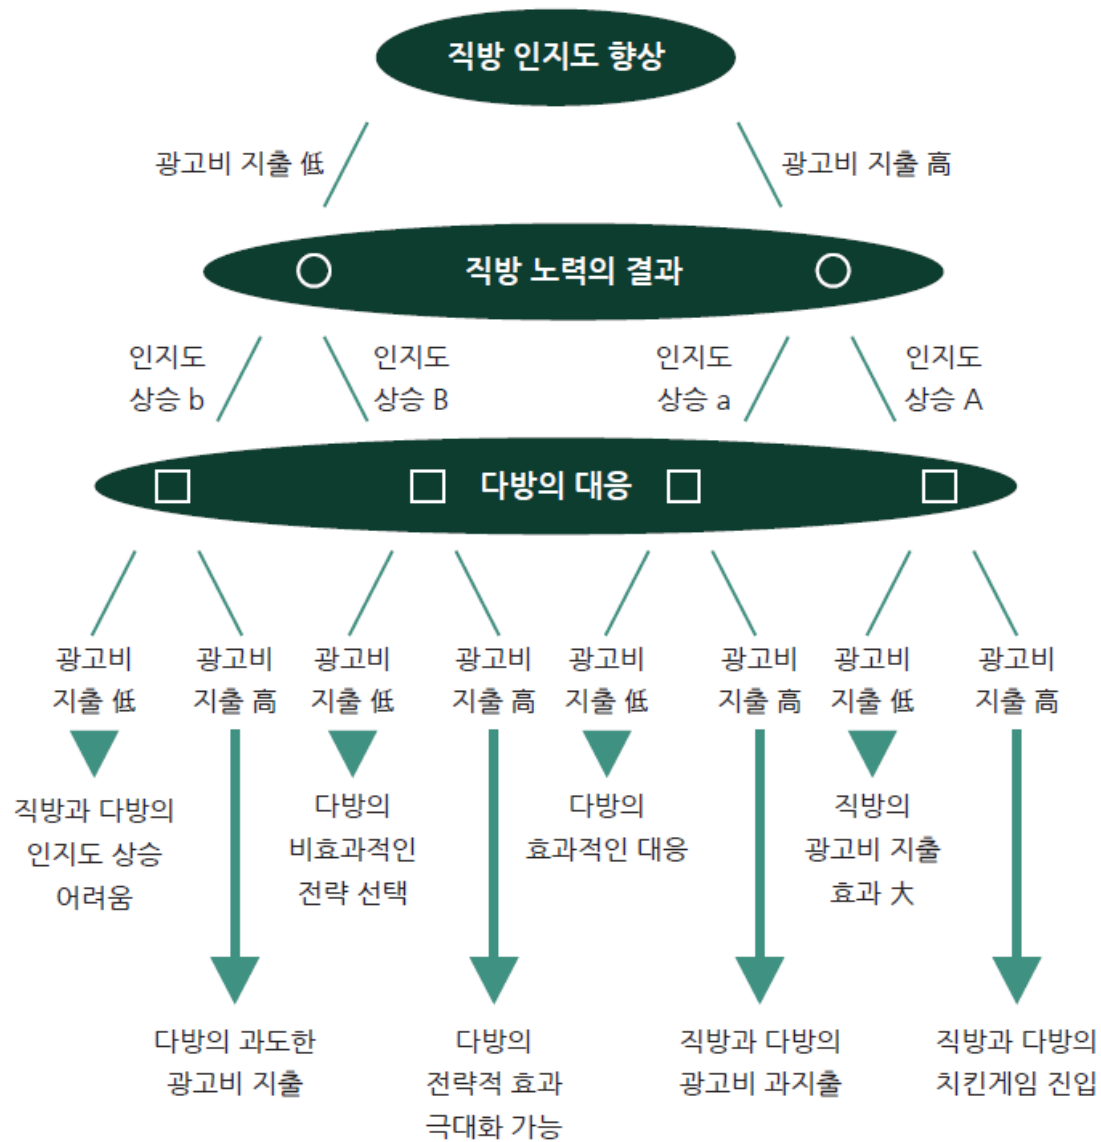 직방 인지도 향상
광고비 지출 低
광고비 지출 高
직방 노력의 결과
인지도
상승 b
인지도
상승 B
인지도
상승 a
인지도
상승 A
다방의 대응
광고비
지출 低
광고비
지출 高
광고비
지출 低
광고비
지출 高
광고비
지출 低
광고비
지출 高
광고비
지출 低
광고비
지출 高
직방과 다방의
인지도 상승
어려움
다방의
비효과적인
전략 선택
다방의
효과적인 대응
직방의
광고비 지출
효과 大
다방의 과도한
광고비 지출
다방의
전략적 효과
극대화 가능
직방과 다방의
광고비 과지출
직방과 다방의
치킨게임 진입